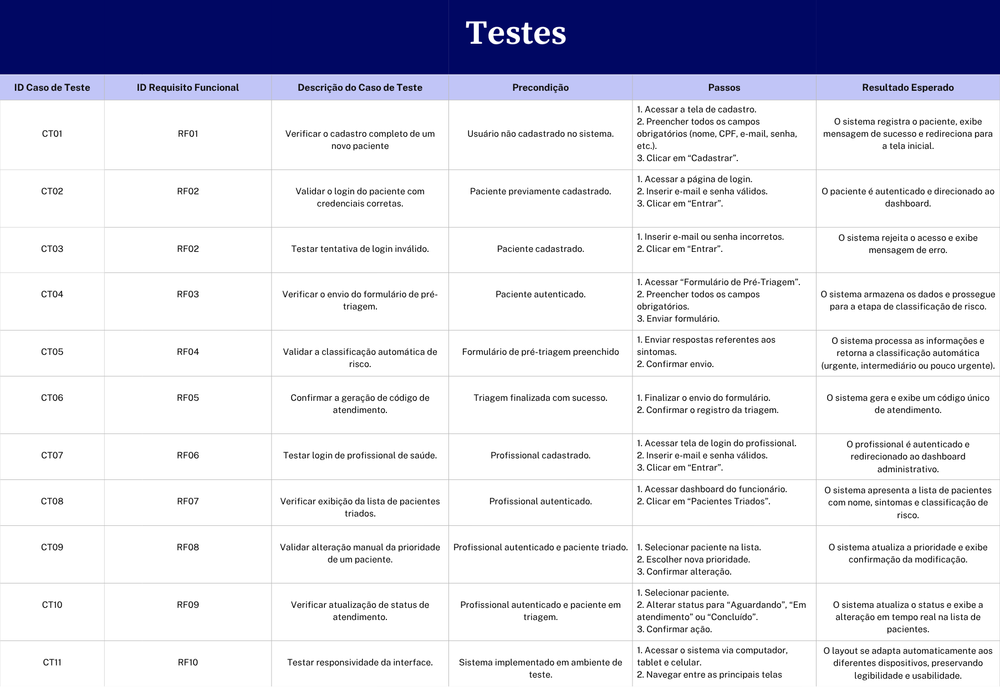 Testes
ID Caso de Teste
ID Requisito Funcional
Descrição do Caso de Teste
Precondição
Passos
Resultado Esperado
CT01
RF01
Verificar o cadastro completo de um
novo paciente
Usuário não cadastrado no sistema.
1. Acessar a tela de cadastro.
2. Preencher todos os campos
obrigatórios (nome, CPF, e-mail, senha,
etc.).
3. Clicar em “Cadastrar”.
O sistema registra o paciente, exibe
mensagem de sucesso e redireciona para
a tela inicial.
CT02
RF02
Validar o login do paciente com
credenciais corretas.
Paciente previamente cadastrado.
1. Acessar a página de login.
2. Inserir e-mail e senha válidos.
3. Clicar em “Entrar”.
O paciente é autenticado e direcionado ao
dashboard.
CT03
RF02
Testar tentativa de login inválido.
Paciente cadastrado.
1. Inserir e-mail ou senha incorretos.
2. Clicar em “Entrar”.
O sistema rejeita o acesso e exibe
mensagem de erro.
CT04
RF03
Verificar o envio do formulário de pré-
triagem.
Paciente autenticado.
1. Acessar “Formulário de Pré-Triagem”.
2. Preencher todos os campos
obrigatórios.
3. Enviar formulário.
O sistema armazena os dados e prossegue
para a etapa de classificação de risco.
CT05
RF04
Validar a classificação automática de
risco.
Formulário de pré-triagem preenchido
1. Enviar respostas referentes aos
sintomas.
2. Confirmar envio.
O sistema processa as informações e
retorna a classificação automática
(urgente, intermediário ou pouco urgente).
CT06
RF05
Confirmar a geração de código de
atendimento.
Triagem finalizada com sucesso.
1. Finalizar o envio do formulário.
2. Confirmar o registro da triagem.
O sistema gera e exibe um código único
de atendimento.
CT07
RF06
Testar login de profissional de saúde.
Profissional cadastrado.
1. Acessar tela de login do profissional.
2. Inserir e-mail e senha válidos.
3. Clicar em “Entrar”.
O profissional é autenticado e
redirecionado ao dashboard
administrativo.
CT08
RF07
Verificar exibição da lista de pacientes
triados.
Profissional autenticado.
1. Acessar dashboard do funcionário.
2. Clicar em “Pacientes Triados”.
O sistema apresenta a lista de pacientes
com nome, sintomas e classificação de
risco.
CT09
RF08
Validar alteração manual da prioridade
de um paciente.
Profissional autenticado e paciente triado.
1. Selecionar paciente na lista.
2. Escolher nova prioridade.
3. Confirmar alteração.
O sistema atualiza a prioridade e exibe
confirmação da modificação.
CT10
RF09
Verificar atualização de status de
atendimento.
Profissional autenticado e paciente em
triagem.
1. Selecionar paciente.
2. Alterar status para “Aguardando”, “Em
atendimento” ou “Concluído”.
3. Confirmar ação.
O sistema atualiza o status e exibe a
alteração em tempo real na lista de
pacientes.
CT11
RF10
Testar responsividade da interface.
Sistema implementado em ambiente de
teste.
1. Acessar o sistema via computador,
tablet e celular.
2. Navegar entre as principais telas
O layout se adapta automaticamente aos
diferentes dispositivos, preservando
legibilidade e usabilidade.